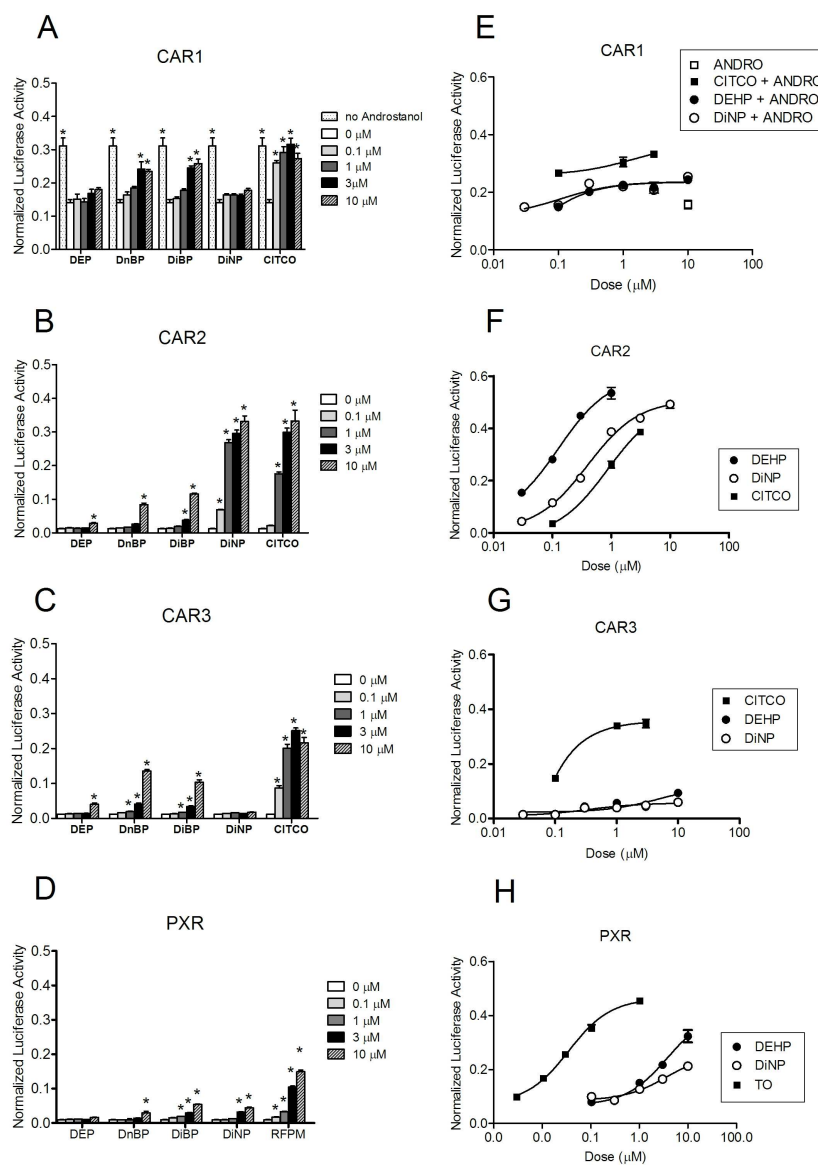 A
CAR1
Normalized Luciferase Activity
0.5
0.4
0.3
0.2
0.1
0.0
* * * * * * * * * * * * *
DEP DnBP DiBP DiNP CITCO
no Androstanol
0 µM
0.1 µM
1 µM
3µM
10 µM
E
CAR1
Normalized Luciferase Activity
0.6
0.4
0.2
0.0
0.01 0.1 1 10 100
Dose (µM)
ANDRO
CITCO + ANDRO
DEHP + ANDRO
DiNP + ANDRO
B
CAR2
Normalized Luciferase Activity
0.5
0.4
0.3
0.2
0.1
0.0
* * * * * * * * * * *
DEP DnBP DiBP DiNP CITCO
0 µM
0.1 µM
1 µM
3 µM
10 µM
F
CAR2
Normalized Luciferase Activity
0.6
0.4
0.2
0.0
0.01 0.1 1 10 100
Dose (µM)
DEHP
DiNP
CITCO
C
CAR3
Normalized Luciferase Activity
0.5
0.4
0.3
0.2
0.1
0.0
* * * * * * * * * * *
DEP DnBP DiBP DiNP CITCO
0 µM
0.1 µM
1 µM
3 µM
10 µM
G
CAR3
Normalized Luciferase Activity
0.6
0.4
0.2
0.0
0.01 0.1 1 10 100
Dose (µM)
CITCO
DEHP
DiNP
D
PXR
Normalized Luciferase Activity
0.5
0.4
0.3
0.2
0.1
0.0
* * * * * * * * * *
DEP DnBP DiBP DiNP RFPM
0 µM
0.1 µM
1 µM
3 µM
10 µM
H
PXR
Normalized Luciferase Activity
0.6
0.4
0.2
0.0
0.0 0.0 0.1 1.0 10.0 100.0
Dose (µM)
DEHP
DiNP
TO